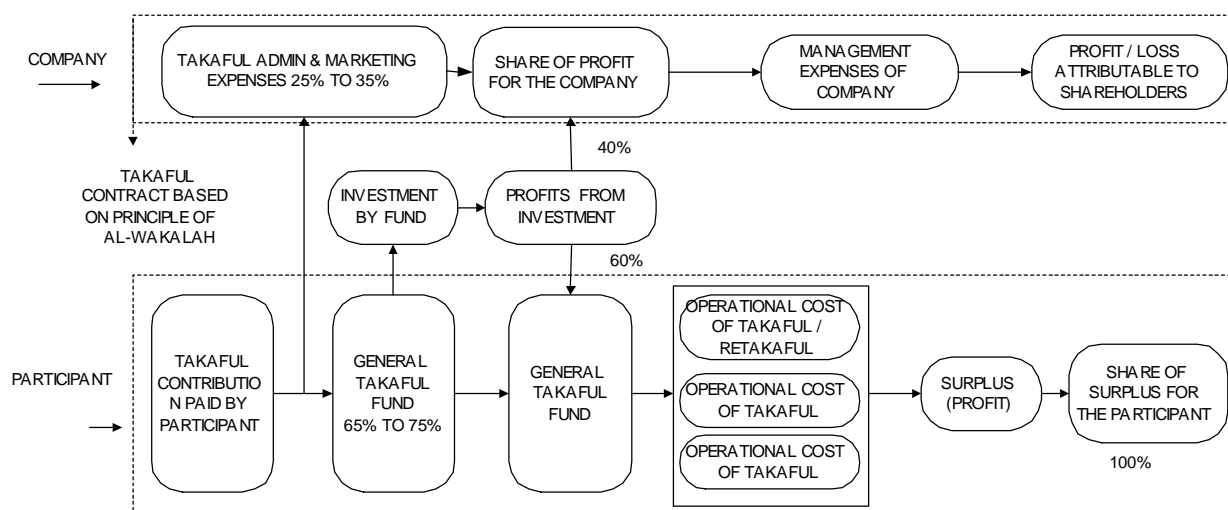 COMPANY
TAKAFUL ADMIN & MARKETING
EXPENSES 25% TO 35%
SHARE OF PROFIT
FOR THE COMPANY
MANAGEMENT
EXPENSES OF
COMPANY
PROFIT / LOSS
ATTRIBUTABLE TO
SHAREHOLDERS
40%
TAKAFUL
CONTRACT BASED
ON PRINCIPLE OF
AL-WAKALAH
INVESTMENT
BY FUND
PROFITS FROM
INVESTMENT
60%
PARTICIPANT
TAKAFUL
CONTRIBUTIO
N PAID BY
PARTICIPANT
GENERAL
TAKAFUL
FUND
65% TO 75%
GENERAL
TAKAFUL
FUND
OPERATIONAL COST
OF TAKAFUL /
RETAKAFUL
OPERATIONAL COST
OF TAKAFUL
OPERATIONAL COST
OF TAKAFUL
SURPLUS
(PROFIT)
SHARE OF
SURPLUS FOR
THE PARTICIPANT
100%